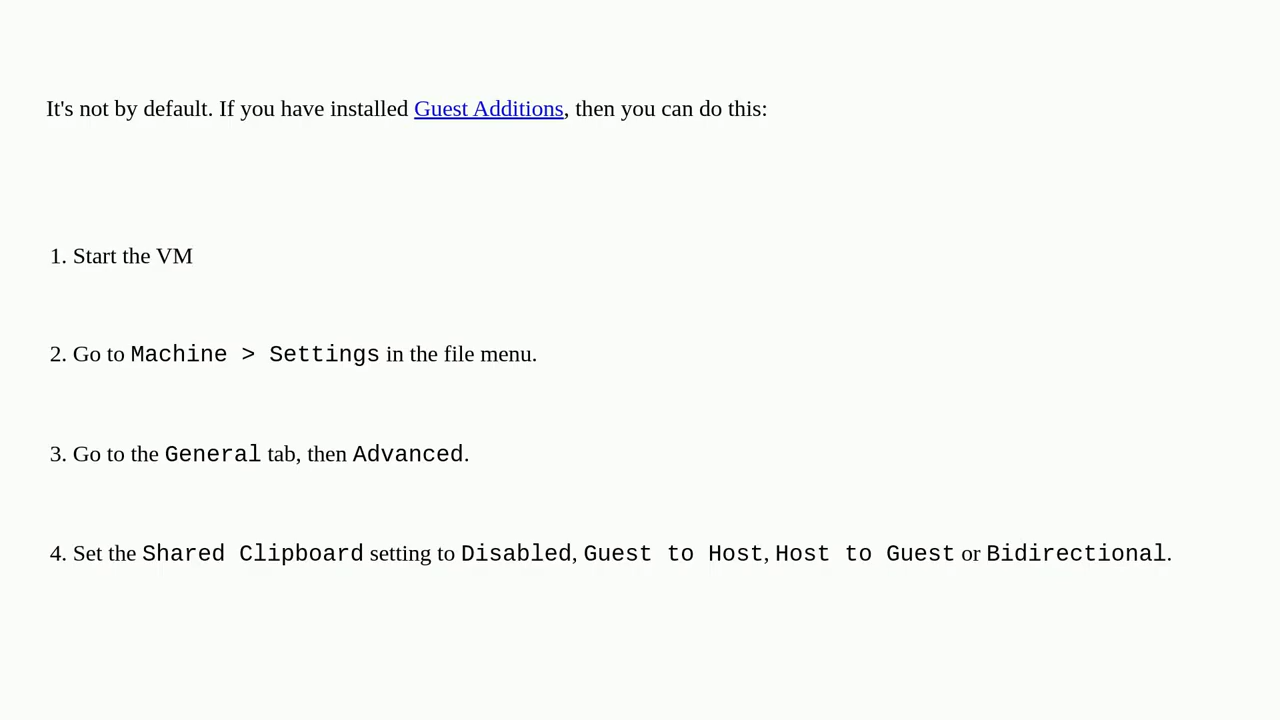 It's not by default. If you have installed Guest Additions, then you can do this:
1. Start the VM
2. Go to Machine > Settings in the file menu.
3. Go to the General tab, then Advanced.
4. Set the Shared Clipboard setting to Disabled, Guest to Host, Host to Guest or Bidirectional.